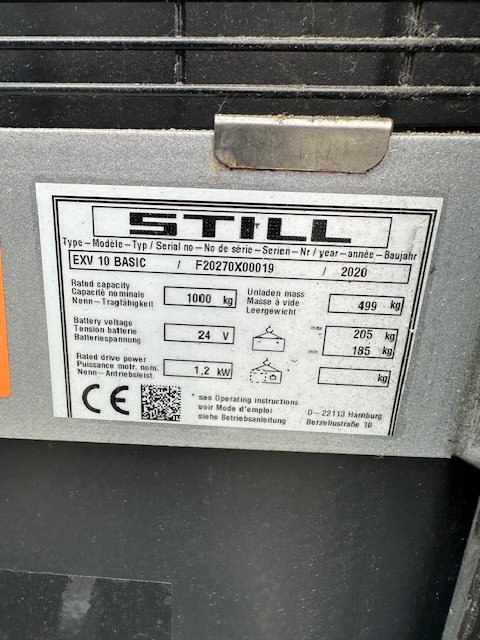 STILL
Type – Modèle – Typ / Serial no – No de série – Serien – Nr / year – année – Baujahr
EXV 10 BASIC / F20270X00019 / 2020
Rated capacity
Capacité nominale
Nenn – Tragfähigkeit
1000 kg
Unladen mass
Masse à vide
Leergewicht
499 kg
Battery voltage
Tension batterie
Batteriespannung
24 V
max 205 kg
min 185 kg
Rated drive power
Puissance motr. nom.
Nenn – Antriebsleist.
1,2 kW
kg
CE
* see Operating instructions
voir Mode d'emploi
siehe Betriebsanleitung
D – 22113 Hamburg
Berzeliusstraße 10